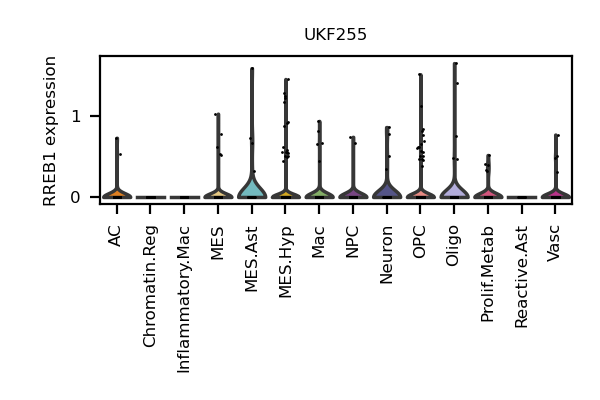 UKF255
RREB1 expression
1
0
AC
Chromatin.Reg
Inflammatory.Mac
MES
MES.Ast
MES.Hyp
Mac
NPC
Neuron
OPC
Oligo
Prolif.Metab
Reactive.Ast
Vasc